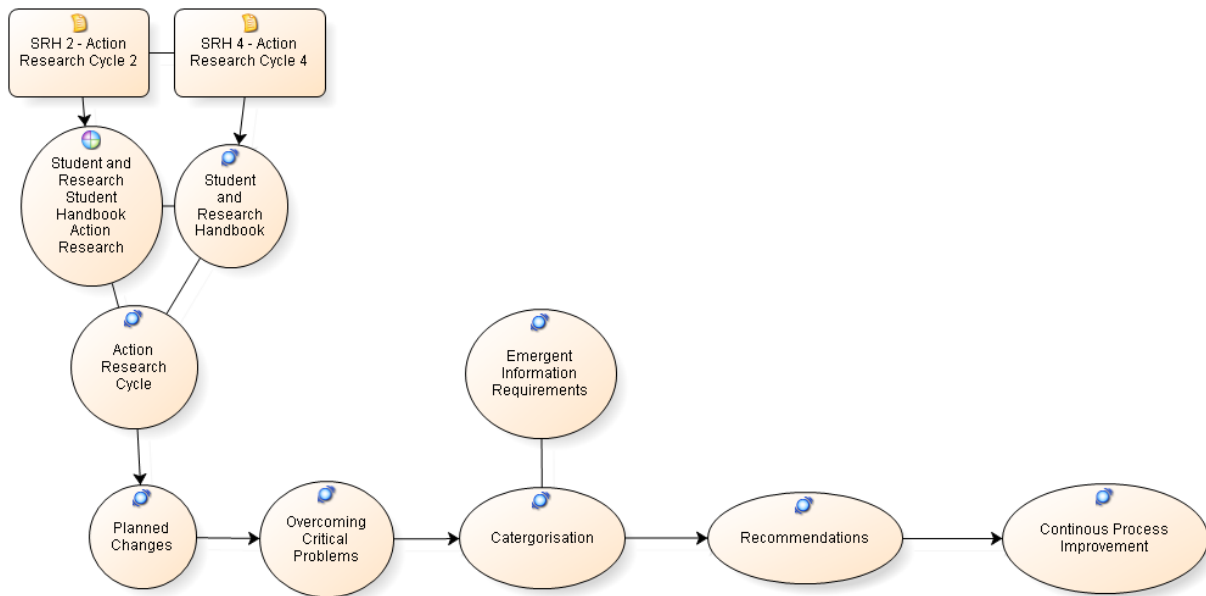 SRH 2 - Action
Research Cycle 2
SRH 4 - Action
Research Cycle 4
Student and
Research
Student
Handbook
Action
Research
Student
and
Research
Handbook
Action
Research
Cycle
Emergent
Information
Requirements
Planned
Changes
Overcoming
Critical
Problems
Catergorisation
Recommendations
Continous Process
Improvement